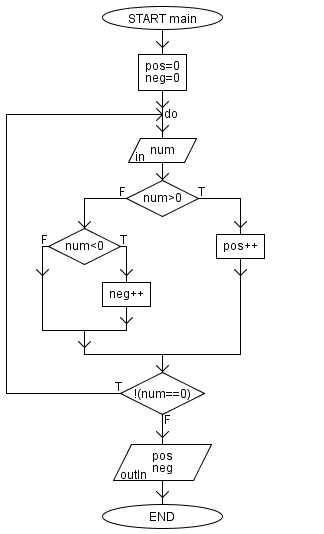 START main
pos=0
neg=0
do
in num
F num>0 T
F num<0 T
pos++
neg++
T !(num==0)
F
pos
neg
outln
END